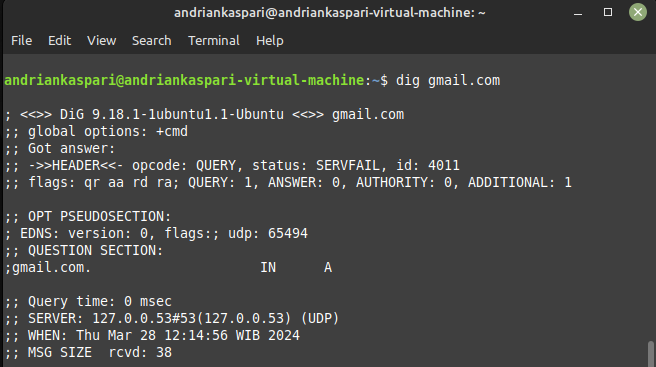 andriankaspari@andriankaspari-virtual-machine: ~
File Edit View Search Terminal Help
andriankaspari@andriankaspari-virtual-machine:~$ dig gmail.com
; <<>> DiG 9.18.1-1ubuntu1.1-Ubuntu <<>> gmail.com
;; global options: +cmd
;; Got answer:
;; ->>HEADER<<- opcode: QUERY, status: SERVFAIL, id: 4011
;; flags: qr aa rd ra; QUERY: 1, ANSWER: 0, AUTHORITY: 0, ADDITIONAL: 1
;; OPT PSEUDOSECTION:
; EDNS: version: 0, flags:; udp: 65494
;; QUESTION SECTION:
;gmail.com. IN A
;; Query time: 0 msec
;; SERVER: 127.0.0.53#53(127.0.0.53) (UDP)
;; WHEN: Thu Mar 28 12:14:56 WIB 2024
;; MSG SIZE rcvd: 38